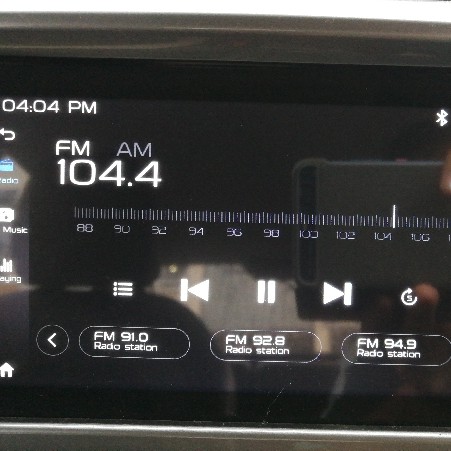 04:04 PM
FM AM
104.4
88 90 92 94 96 98 100 102 104 106
Music
FM 91.0
Radio station
FM 92.8
Radio station
FM 94.9
Radio station